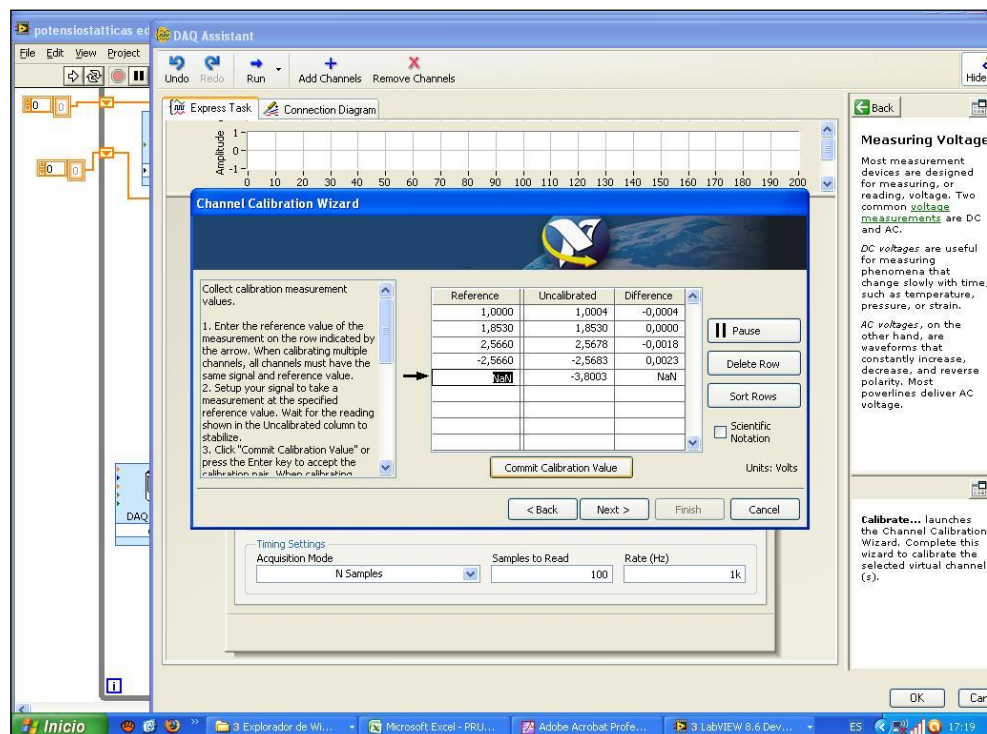 potensiostatticas ed
File Edit View Project
DAQ Assistant
Undo Redo Run Add Channels Remove Channels
Hide
Express Task Connection Diagram
Back
Amplitude
1
0
-1
0 10 20 30 40 50 60 70 80 90 100 110 120 130 140 150 160 170 180 190 200
0 0
0 0
Measuring Voltage
Most measurement
devices are designed
for measuring, or
reading, voltage. Two
common voltage
measurements are DC
and AC.
DC voltages are useful
for measuring
phenomena that
change slowly with time,
such as temperature,
pressure, or strain.
AC voltages, on the
other hand, are
waveforms that
constantly increase,
decrease, and reverse
polarity. Most
powerlines deliver AC
voltage.
Channel Calibration Wizard
Collect calibration measurement
values.
1. Enter the reference value of the
measurement on the row indicated by
the arrow. When calibrating multiple
channels, all channels must have the
same signal and reference value.
2. Setup your signal to take a
measurement at the specified
reference value. Wait for the reading
shown in the Uncalibrated column to
stabilize.
3. Click "Commit Calibration Value" or
press the Enter key to accept the
calibration pair. When calibrating
Reference Uncalibrated Difference
1,0000 1,0004 -0,0004
1,8530 1,8530 0,0000
2,5660 2,5678 -0,0018
-2,5660 -2,5683 0,0023
NaN -3,8003 NaN
Pause
Delete Row
Sort Rows
Scientific
Notation
Commit Calibration Value Units: Volts
< Back Next > Finish Cancel
DAQ
Timing Settings
Acquisition Mode Samples to Read Rate (Hz)
N Samples 100 1k
Calibrate... launches
the Channel Calibration
Wizard. Complete this
wizard to calibrate the
selected virtual channel
(s).
i
OK Can
Inicio 3 Explorador de Wi... Microsoft Excel - PRU... Adobe Acrobat Profe... 3 LabVIEW 8.6 Dev... ES 17:19